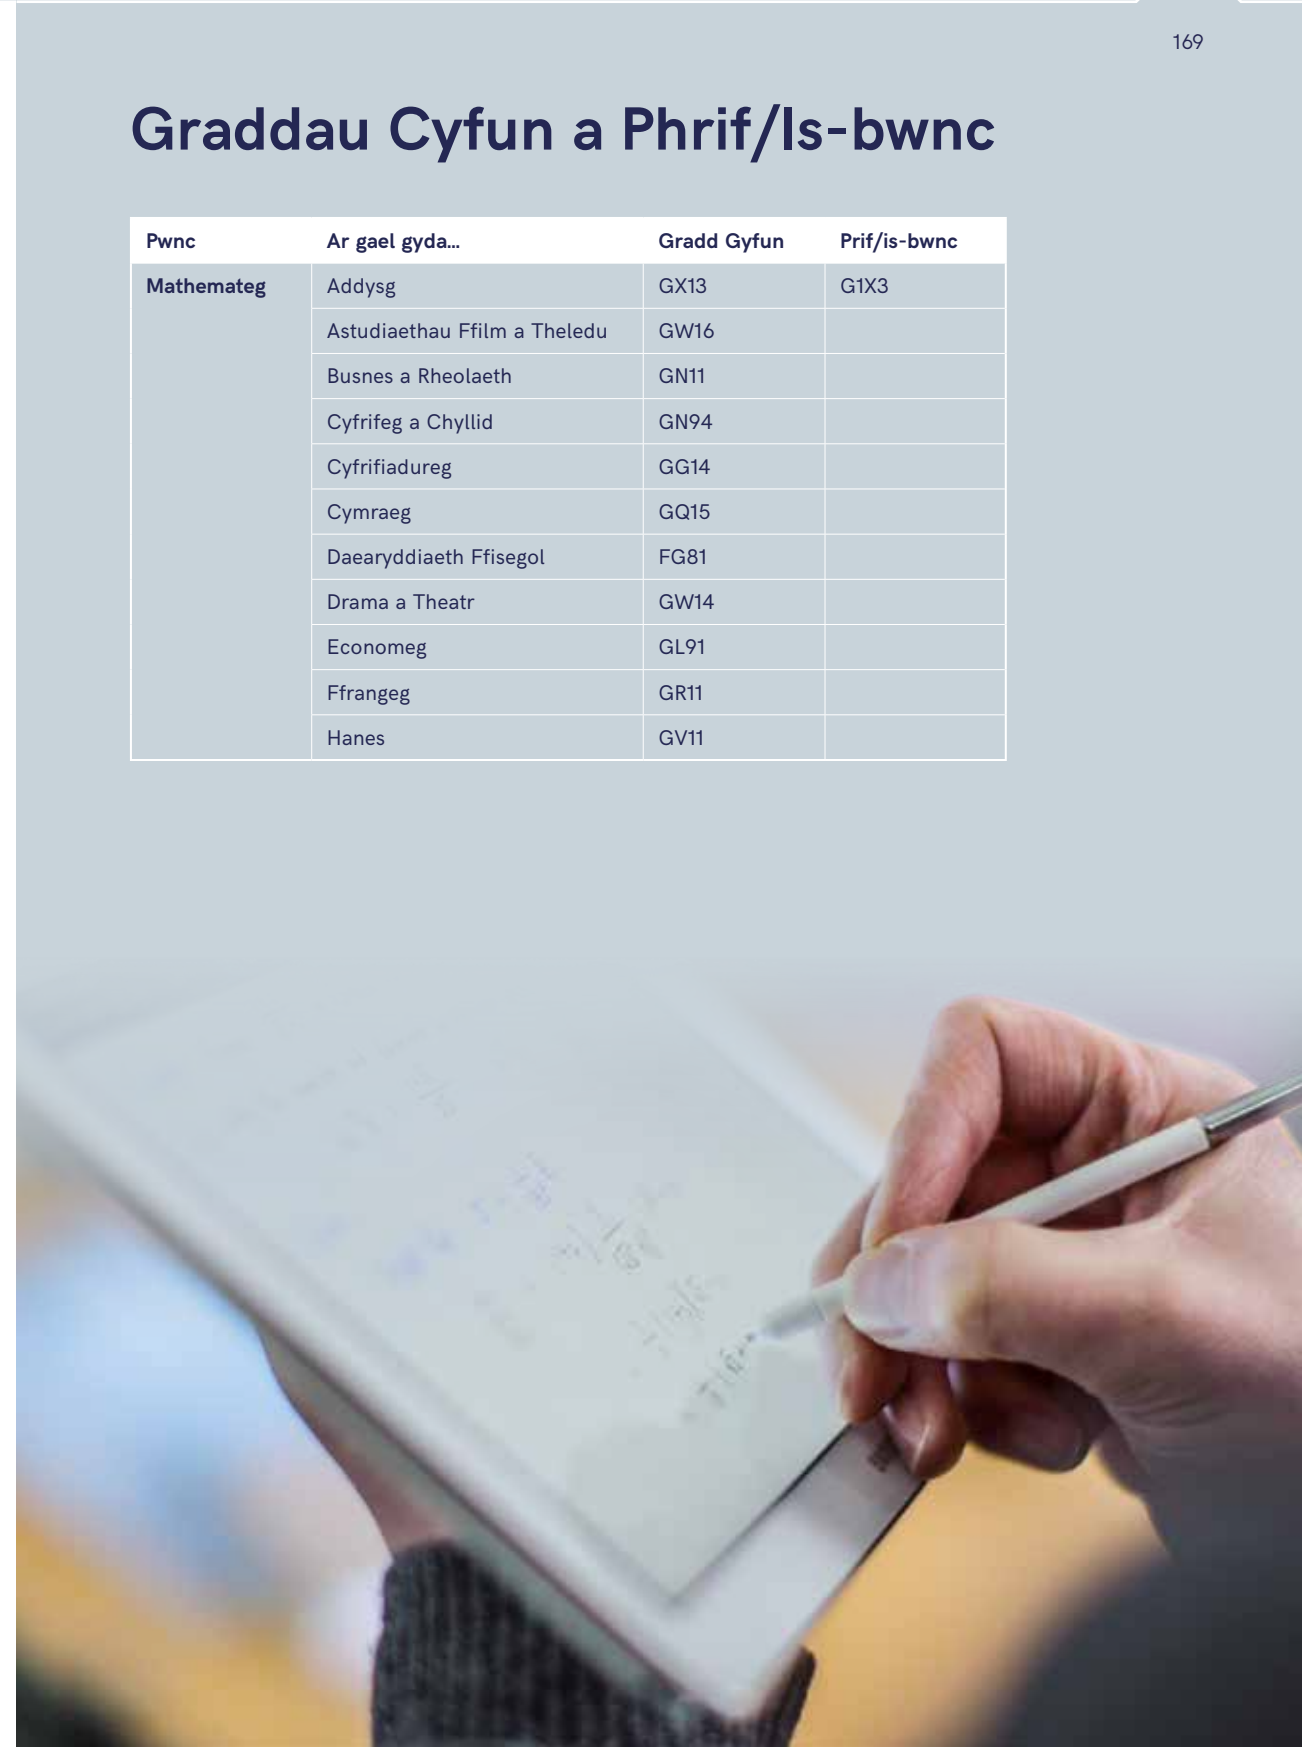 169
Graddau Cyfun a Phrif/Is-bwnc
Pwnc Ar gael gyda... Gradd Gyfun Prif/is-bwnc
Mathemateg Addysg GX13 G1X3
Astudiaethau Ffilm a Theledu GW16
Busnes a Rheolaeth GN11
Cyfrifeg a Chyllid GN94
Cyfrifiadureg GG14
Cymraeg GQ15
Daearyddiaeth Ffisegol FG81
Drama a Theatr GW14
Economeg GL91
Ffrangeg GR11
Hanes GV11